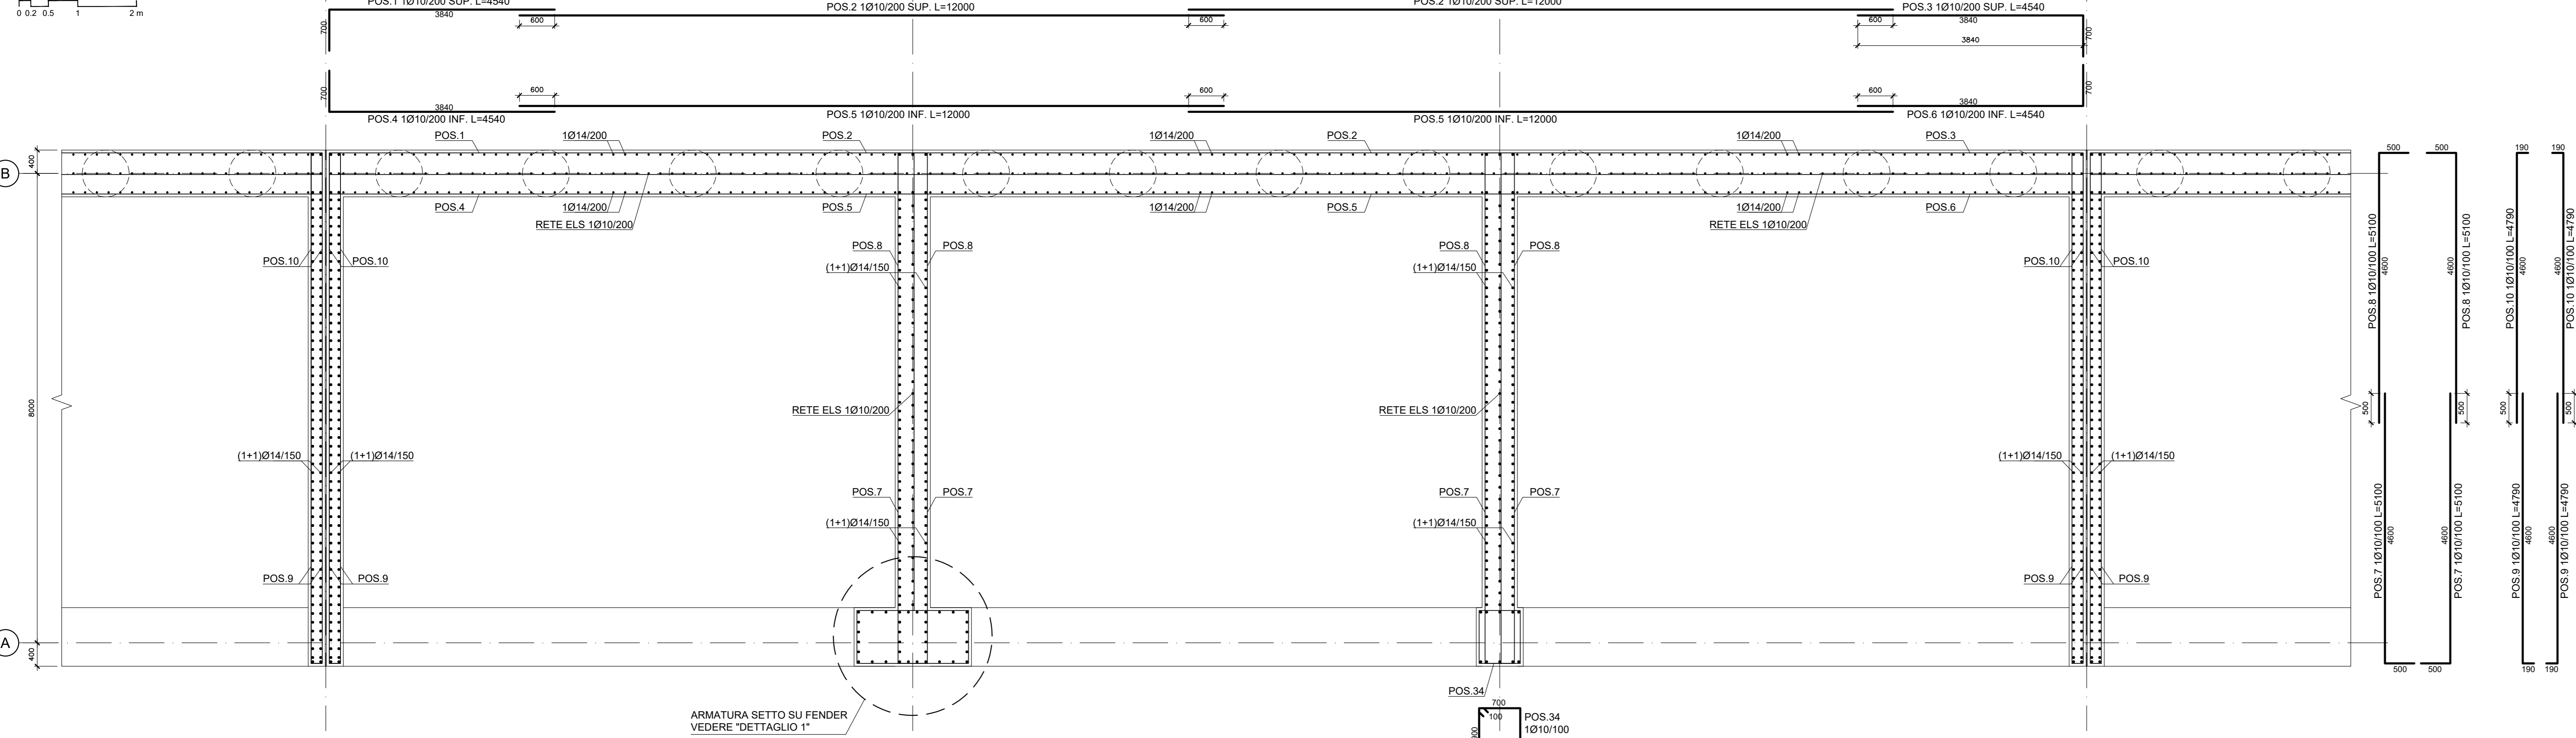 0 0.2 0.5 1 2 m
POS.1 1Ø10/200 SUP. L=4540
3840
700
600
POS.2 1Ø10/200 SUP. L=12000
600
POS.2 1Ø10/200 SUP. L=12000
600
POS.3 1Ø10/200 SUP. L=4540
3840
3840
700
700
3840
POS.4 1Ø10/200 INF. L=4540
600
POS.5 1Ø10/200 INF. L=12000
600
POS.5 1Ø10/200 INF. L=12000
600
3840
POS.6 1Ø10/200 INF. L=4540
700
POS.1
1Ø14/200
POS.2
1Ø14/200
POS.2
1Ø14/200
POS.3
400
B
POS.4
1Ø14/200
POS.5
1Ø14/200
POS.5
1Ø14/200
POS.6
RETE ELS 1Ø10/200
RETE ELS 1Ø10/200
POS.10
POS.10
POS.8
POS.8
(1+1)Ø14/150
POS.8
POS.8
(1+1)Ø14/150
POS.10
POS.10
8000
RETE ELS 1Ø10/200
RETE ELS 1Ø10/200
(1+1)Ø14/150
(1+1)Ø14/150
(1+1)Ø14/150
(1+1)Ø14/150
POS.7
POS.7
(1+1)Ø14/150
POS.7
POS.7
(1+1)Ø14/150
POS.9
POS.9
POS.9
POS.9
A
400
POS.34
ARMATURA SETTO SU FENDER
VEDERE "DETTAGLIO 1"
700
100
POS.34
1Ø10/100
500
500
190
190
POS.8 1Ø10/100 L=5100
4600
4600
POS.8 1Ø10/100 L=5100
POS.10 1Ø10/100 L=4790
4600
4600
POS.10 1Ø10/100 L=4790
500
500
500
500
POS.7 1Ø10/100 L=5100
4600
4600
POS.7 1Ø10/100 L=5100
POS.9 1Ø10/100 L=4790
4600
4600
POS.9 1Ø10/100 L=4790
500
500
190
190